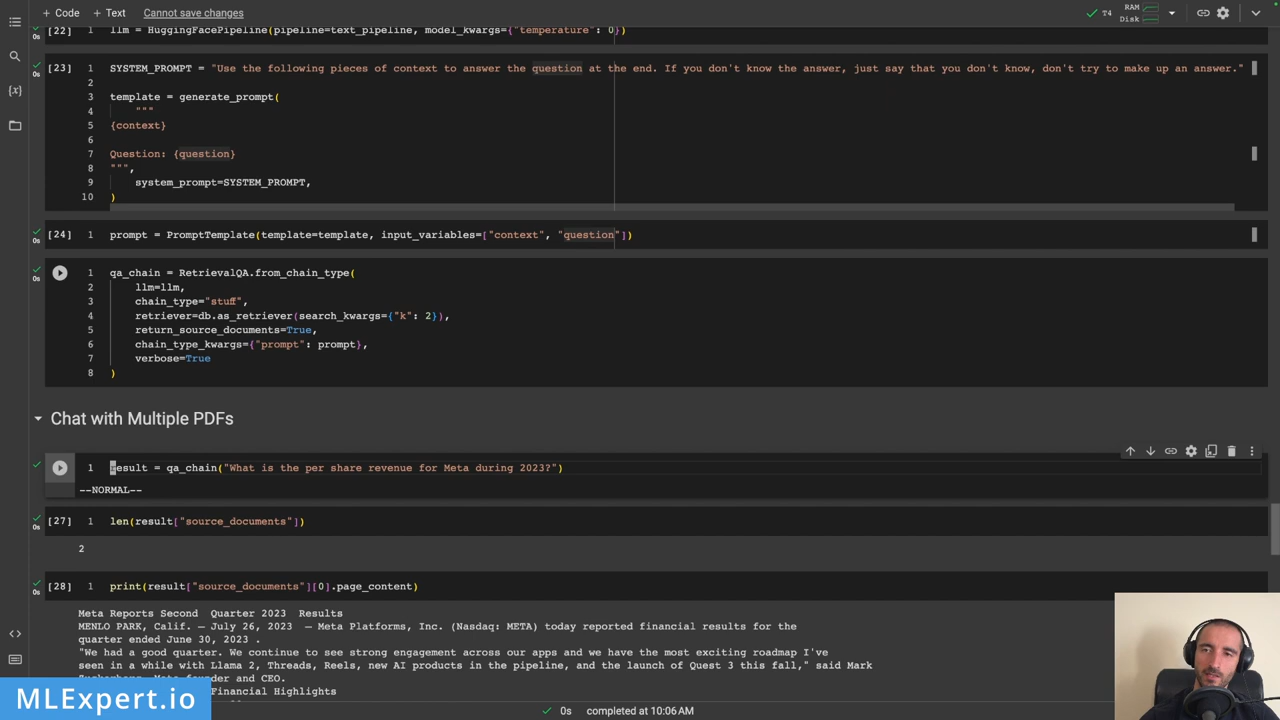 + Code + Text Cannot save changes
T4 RAM Disk
[22] 1 llm = HuggingFacePipeline(pipeline=text_pipeline, model_kwargs={"temperature": 0})
0s
[23] 1 SYSTEM_PROMPT = "Use the following pieces of context to answer the question at the end. If you don't know the answer, just say that you don't know, don't try to make up an answer."
0s
2
3 template = generate_prompt(
4 """
5 {context}
6
7 Question: {question}
8 """,
9 system_prompt=SYSTEM_PROMPT,
10 )
[24] 1 prompt = PromptTemplate(template=template, input_variables=["context", "question"])
0s
1 qa_chain = RetrievalQA.from_chain_type(
0s
2 llm=llm,
3 chain_type="stuff",
4 retriever=db.as_retriever(search_kwargs={"k": 2}),
5 return_source_documents=True,
6 chain_type_kwargs={"prompt": prompt},
7 verbose=True
8 )
Chat with Multiple PDFs
1 result = qa_chain("What is the per share revenue for Meta during 2023?")
--NORMAL--
[27] 1 len(result["source_documents"])
0s
2
[28] 1 print(result["source_documents"][0].page_content)
0s
Meta Reports Second Quarter 2023 Results
MENLO PARK, Calif. – July 26, 2023 – Meta Platforms, Inc. (Nasdaq: META) today reported financial results for the
quarter ended June 30, 2023 .
"We had a good quarter. We continue to see strong engagement across our apps and we have the most exciting roadmap I've
seen in a while with Llama 2, Threads, Reels, new AI products in the pipeline, and the launch of Quest 3 this fall," said Mark
founder and CEO.
Financial Highlights
MLExpert.io
0s completed at 10:06 AM